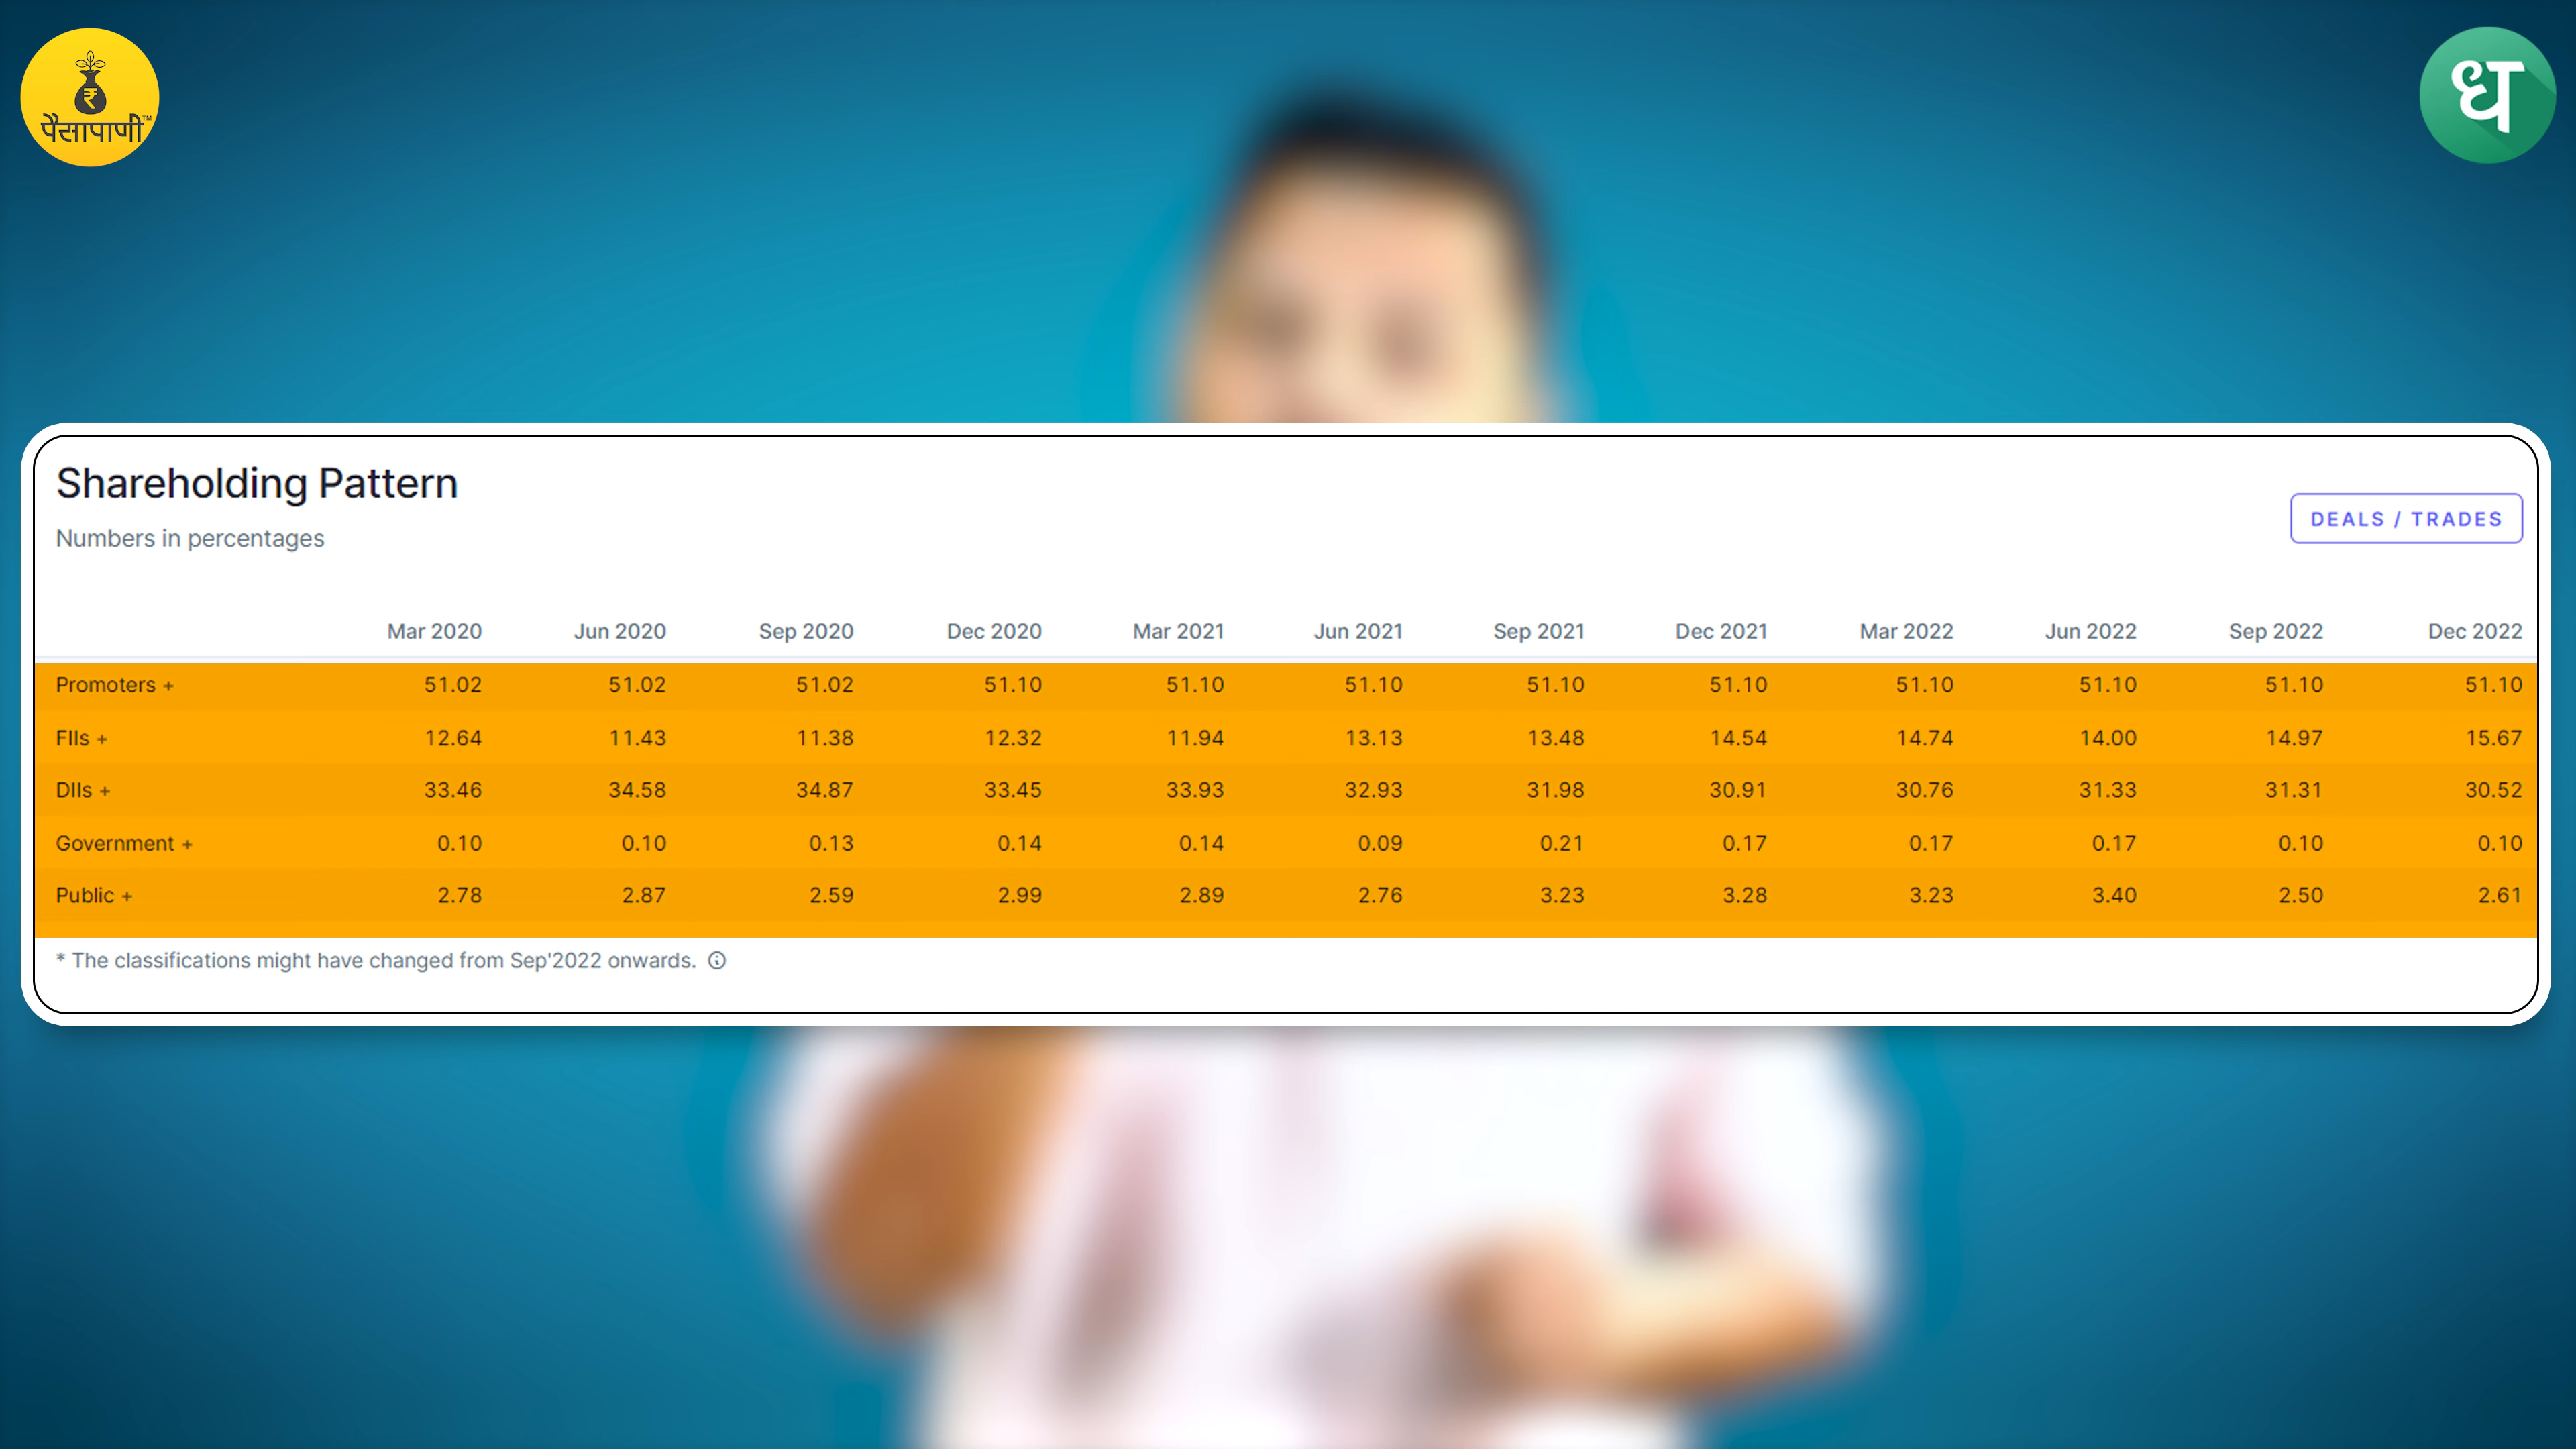 ₹
पैसापाणी™
ध
Shareholding Pattern
Numbers in percentages
DEALS / TRADES
Mar 2020 Jun 2020 Sep 2020 Dec 2020 Mar 2021 Jun 2021 Sep 2021 Dec 2021 Mar 2022 Jun 2022 Sep 2022 Dec 2022
Promoters + 51.02 51.02 51.02 51.10 51.10 51.10 51.10 51.10 51.10 51.10 51.10 51.10
FIIs + 12.64 11.43 11.38 12.32 11.94 13.13 13.48 14.54 14.74 14.00 14.97 15.67
DIIs + 33.46 34.58 34.87 33.45 33.93 32.93 31.98 30.91 30.76 31.33 31.31 30.52
Government + 0.10 0.10 0.13 0.14 0.14 0.09 0.21 0.17 0.17 0.17 0.10 0.10
Public + 2.78 2.87 2.59 2.99 2.89 2.76 3.23 3.28 3.23 3.40 2.50 2.61
* The classifications might have changed from Sep'2022 onwards.